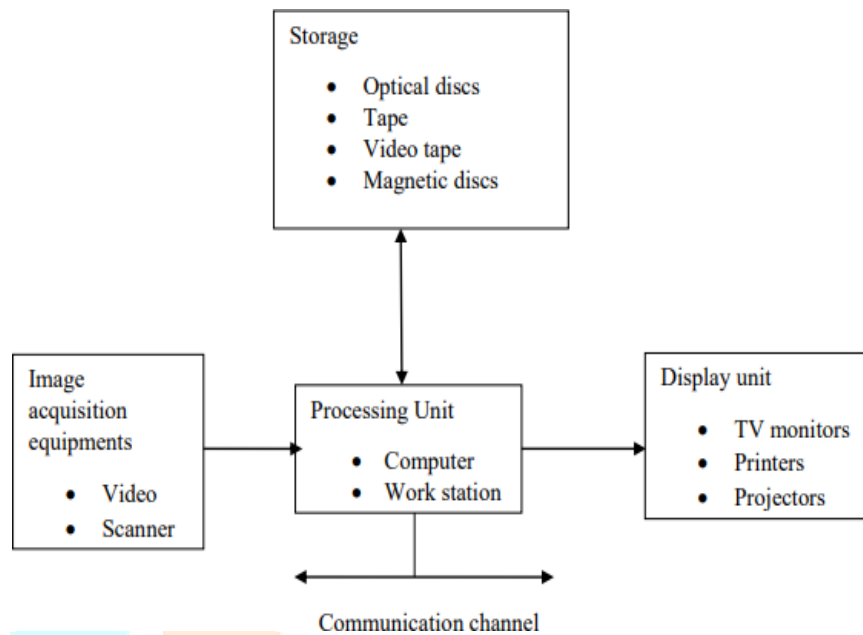 Storage
• Optical discs
• Tape
• Video tape
• Magnetic discs
Image
acquisition
equipments
• Video
• Scanner
Processing Unit
• Computer
• Work station
Display unit
• TV monitors
• Printers
• Projectors
Communication channel